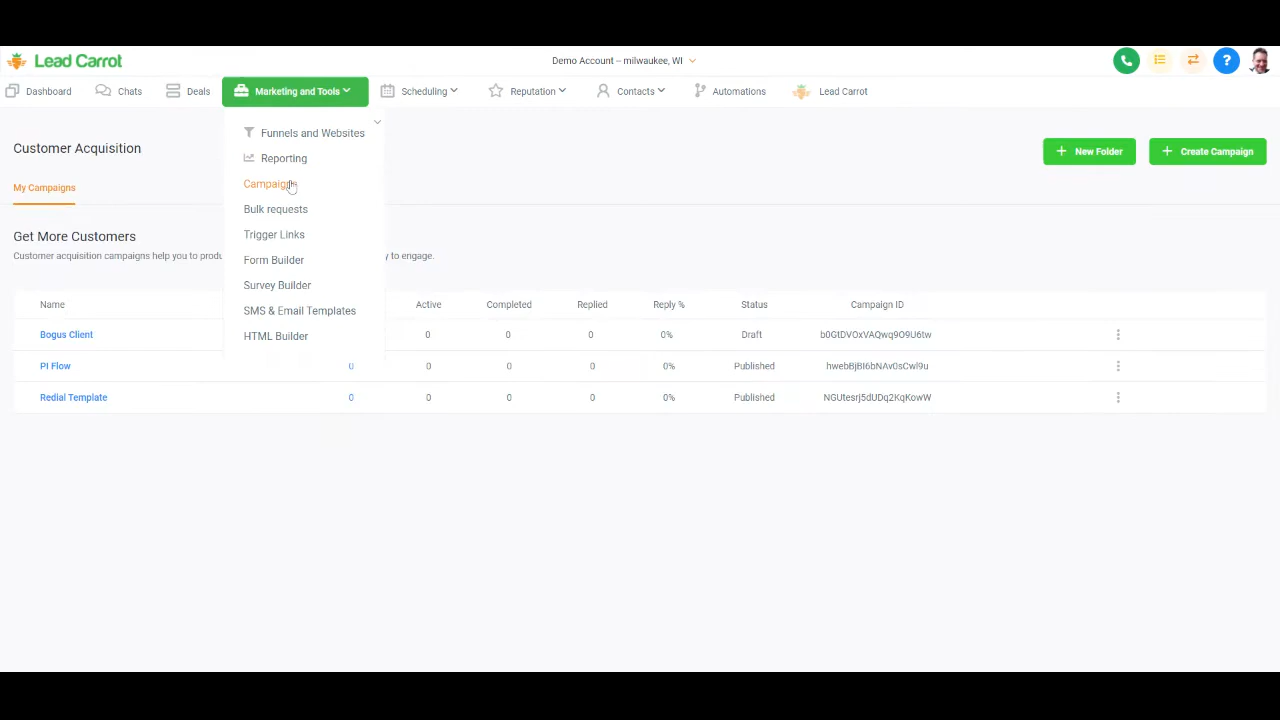 Lead Carrot
Demo Account – milwaukee, WI
?
Dashboard Chats Deals Marketing and Tools Scheduling Reputation Contacts Automations Lead Carrot
Funnels and Websites
Reporting
Campaigns
Bulk requests
Trigger Links
Form Builder
Survey Builder
SMS & Email Templates
HTML Builder
Customer Acquisition
+ New Folder + Create Campaign
My Campaigns
Get More Customers
Customer acquisition campaigns help you to y to engage.
Name Active Completed Replied Reply % Status Campaign ID
Bogus Client 0 0 0 0% Draft
PI Flow 0 0 0 0 0% Published
Redial Template 0 0 0 0 0% Published